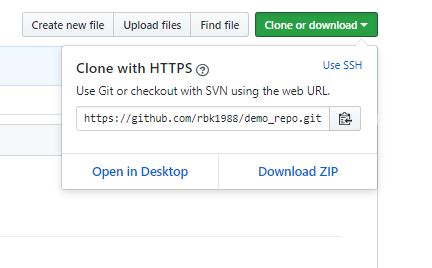 Create new file Upload files Find file Clone or download
Clone with HTTPS ? Use SSH
Use Git or checkout with SVN using the web URL.
https://github.com/rbk1988/demo_repo.git
Open in Desktop Download ZIP